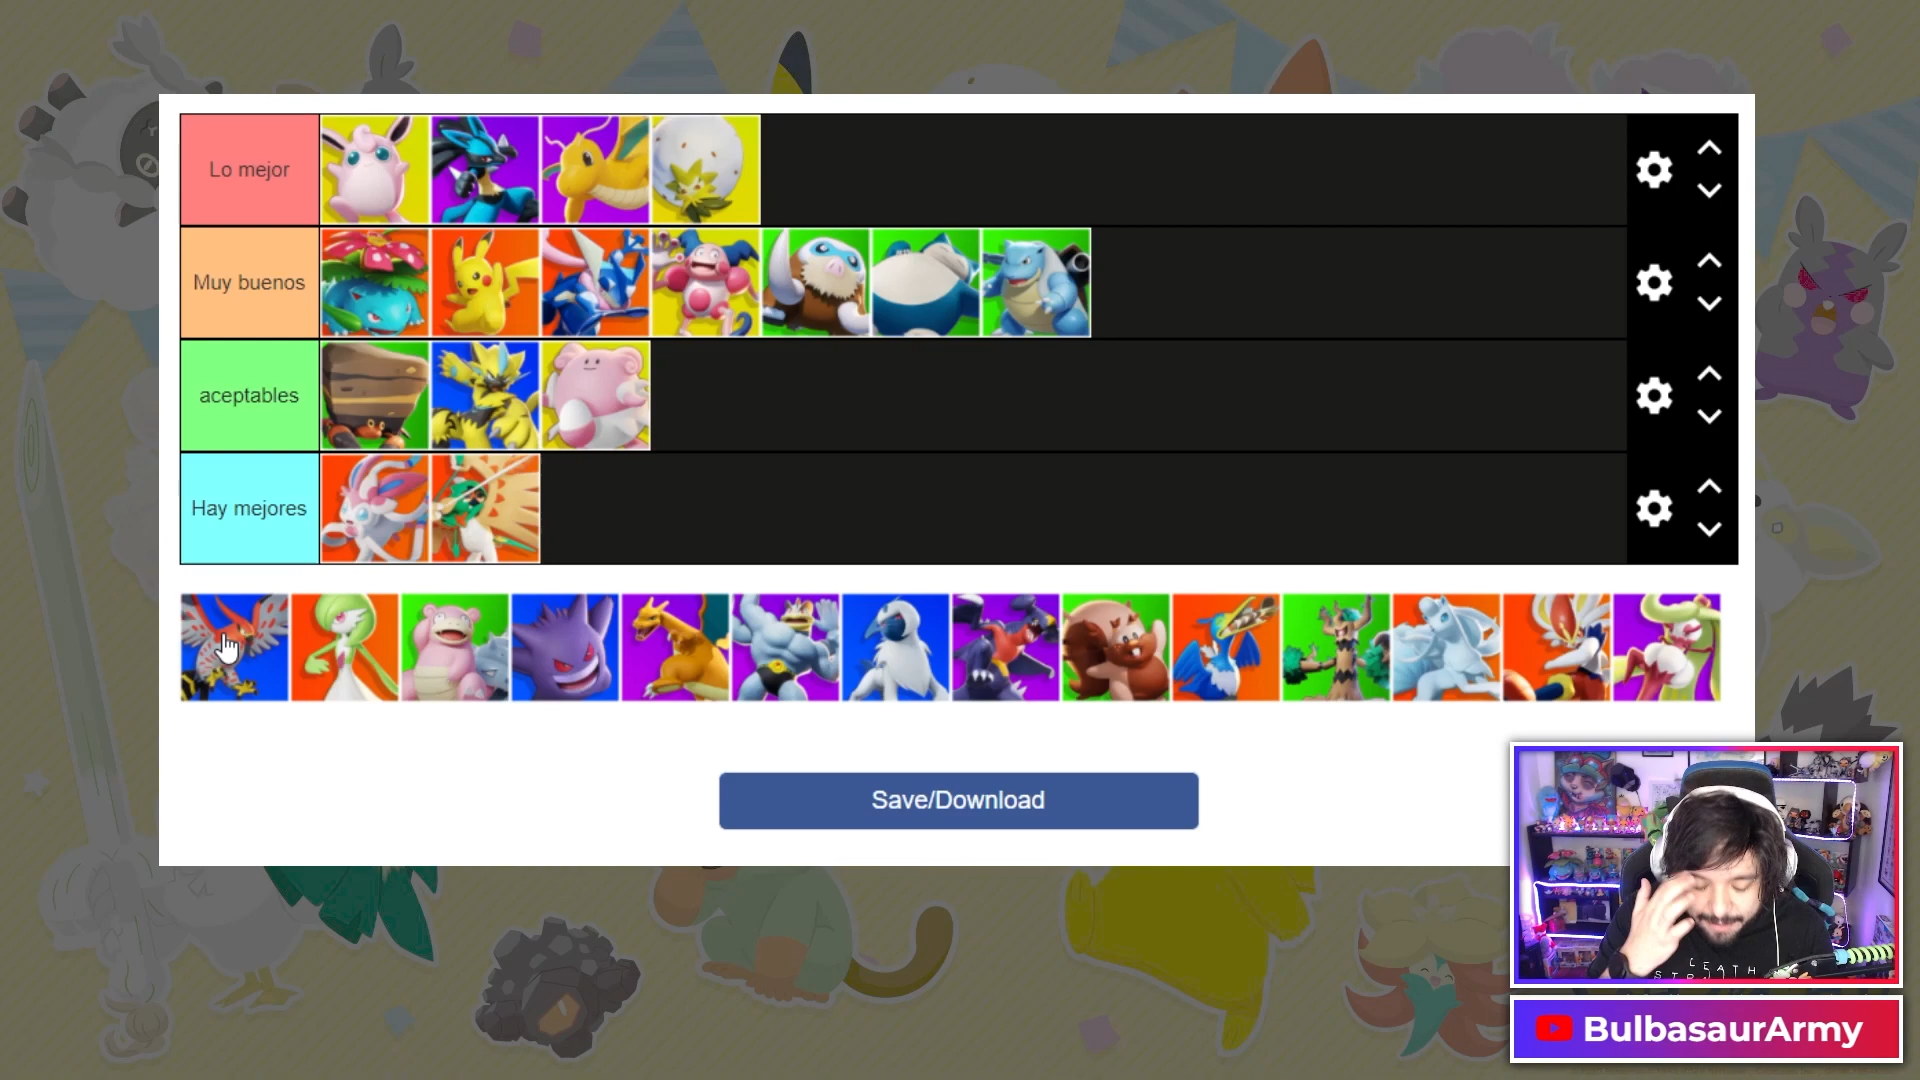 Lo mejor
Muy buenos
aceptables
Hay mejores
Save/Download
BulbasaurArmy